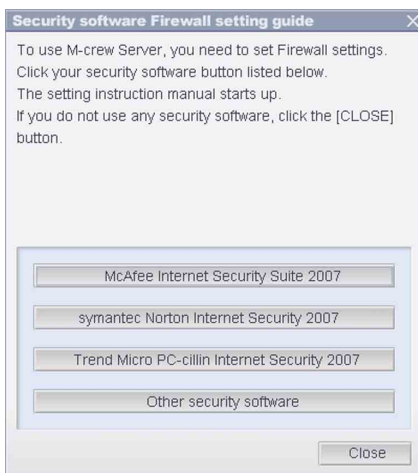 Security software Firewall setting guide
To use M-crew Server, you need to set Firewall settings.
Click your security software button listed below.
The setting instruction manual starts up.
If you do not use any security software, click the [CLOSE]
button.
McAfee Internet Security Suite 2007
symantec Norton Internet Security 2007
Trend Micro PC-cillin Internet Security 2007
Other security software
Close